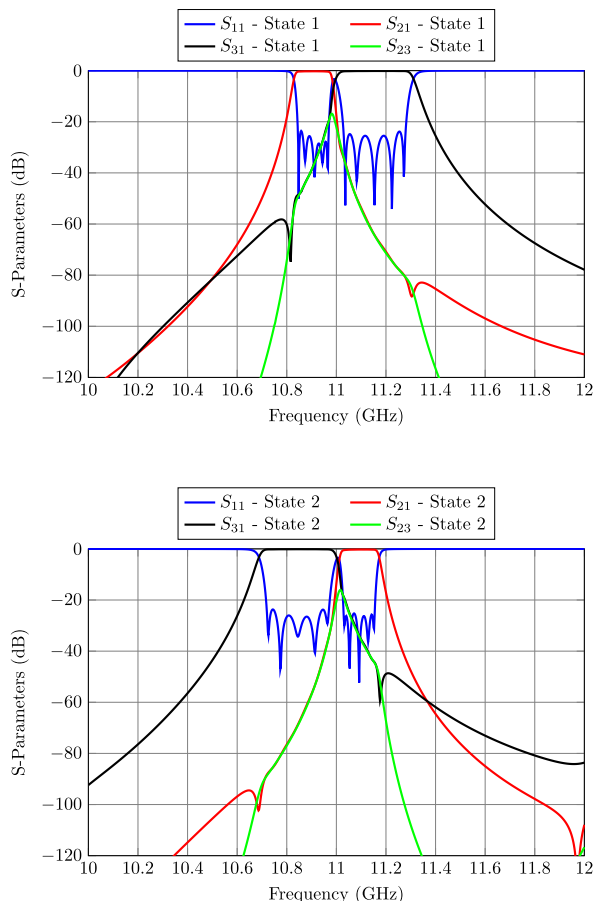 S11 - State 1 S21 - State 1
S31 - State 1 S23 - State 1
0
−20
−40
−60
−80
−100
−120
S-Parameters (dB)
10 10.2 10.4 10.6 10.8 11 11.2 11.4 11.6 11.8 12
Frequency (GHz)
S11 - State 2 S21 - State 2
S31 - State 2 S23 - State 2
0
−20
−40
−60
−80
−100
−120
S-Parameters (dB)
10 10.2 10.4 10.6 10.8 11 11.2 11.4 11.6 11.8 12
Frequency (GHz)